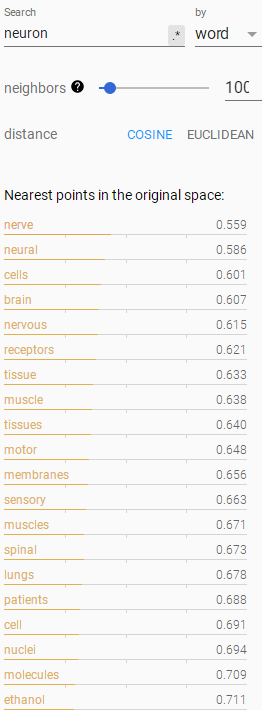 Search by
neuron .* word
neighbors ? 100
distance COSINE EUCLIDEAN
Nearest points in the original space:
nerve 0.559
neural 0.586
cells 0.601
brain 0.607
nervous 0.615
receptors 0.621
tissue 0.633
muscle 0.638
tissues 0.640
motor 0.648
membranes 0.656
sensory 0.663
muscles 0.671
spinal 0.673
lungs 0.678
patients 0.688
cell 0.691
nuclei 0.694
molecules 0.709
ethanol 0.711